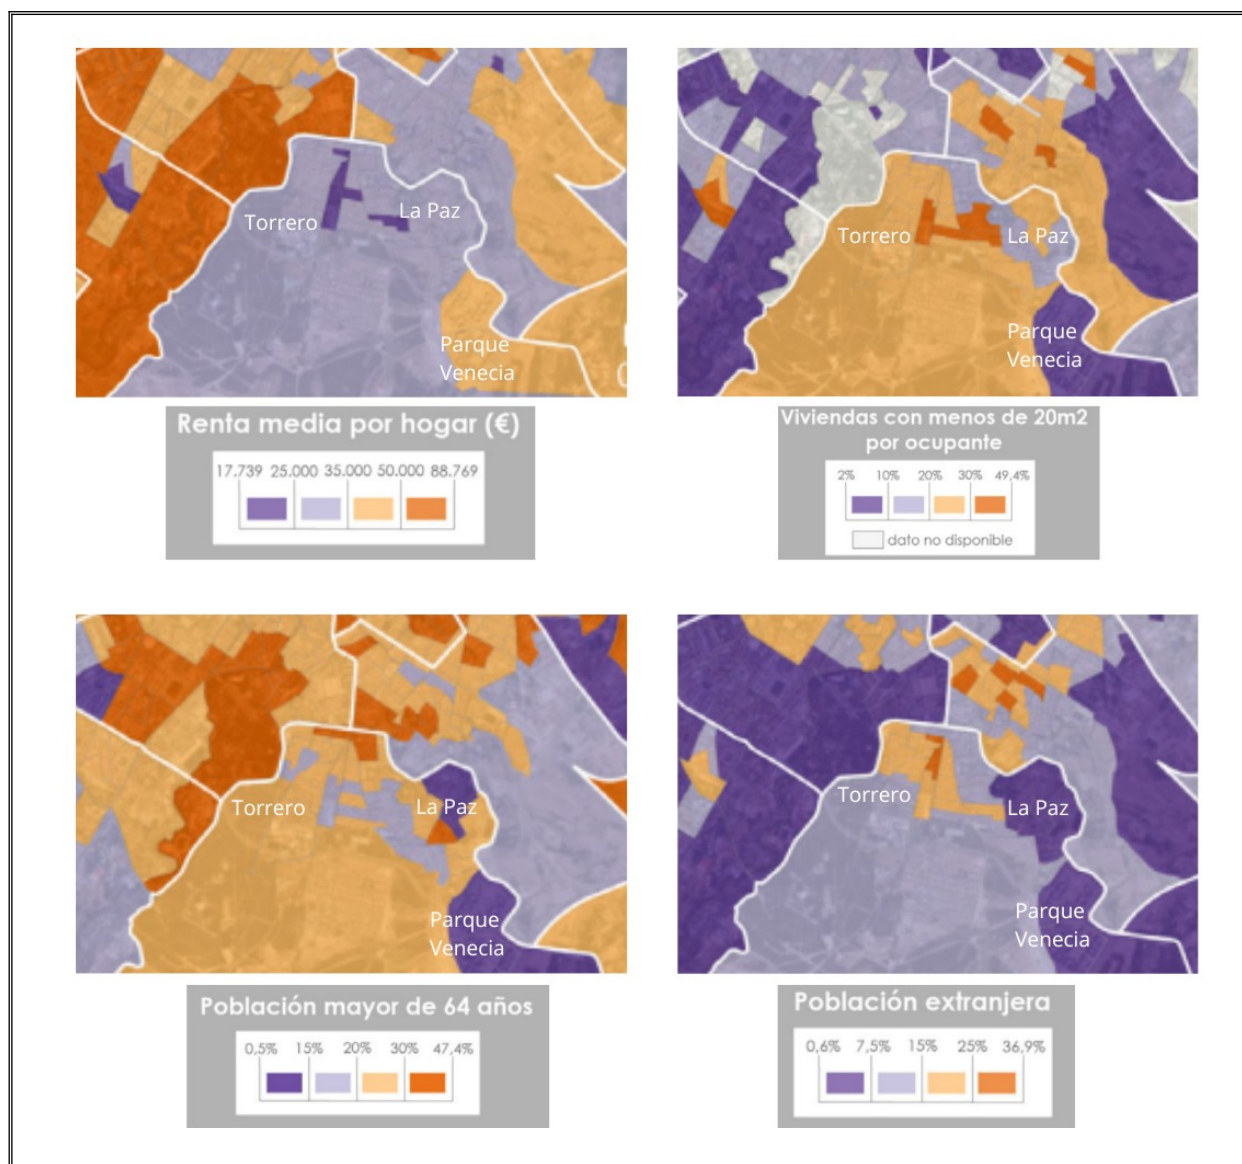 Torrero
La Paz
Parque
Venecia
Renta media por hogar (€)
17.739 25.000 35.000 50.000 88.769
Torrero
La Paz
Parque
Venecia
Viviendas con menos de 20m2
por ocupante
2% 10% 20% 30% 49,4%
dato no disponible
Torrero
La Paz
Parque
Venecia
Población mayor de 64 años
0,5% 15% 20% 30% 47,4%
Torrero
La Paz
Parque
Venecia
Población extranjera
0,6% 7,5% 15% 25% 36,9%